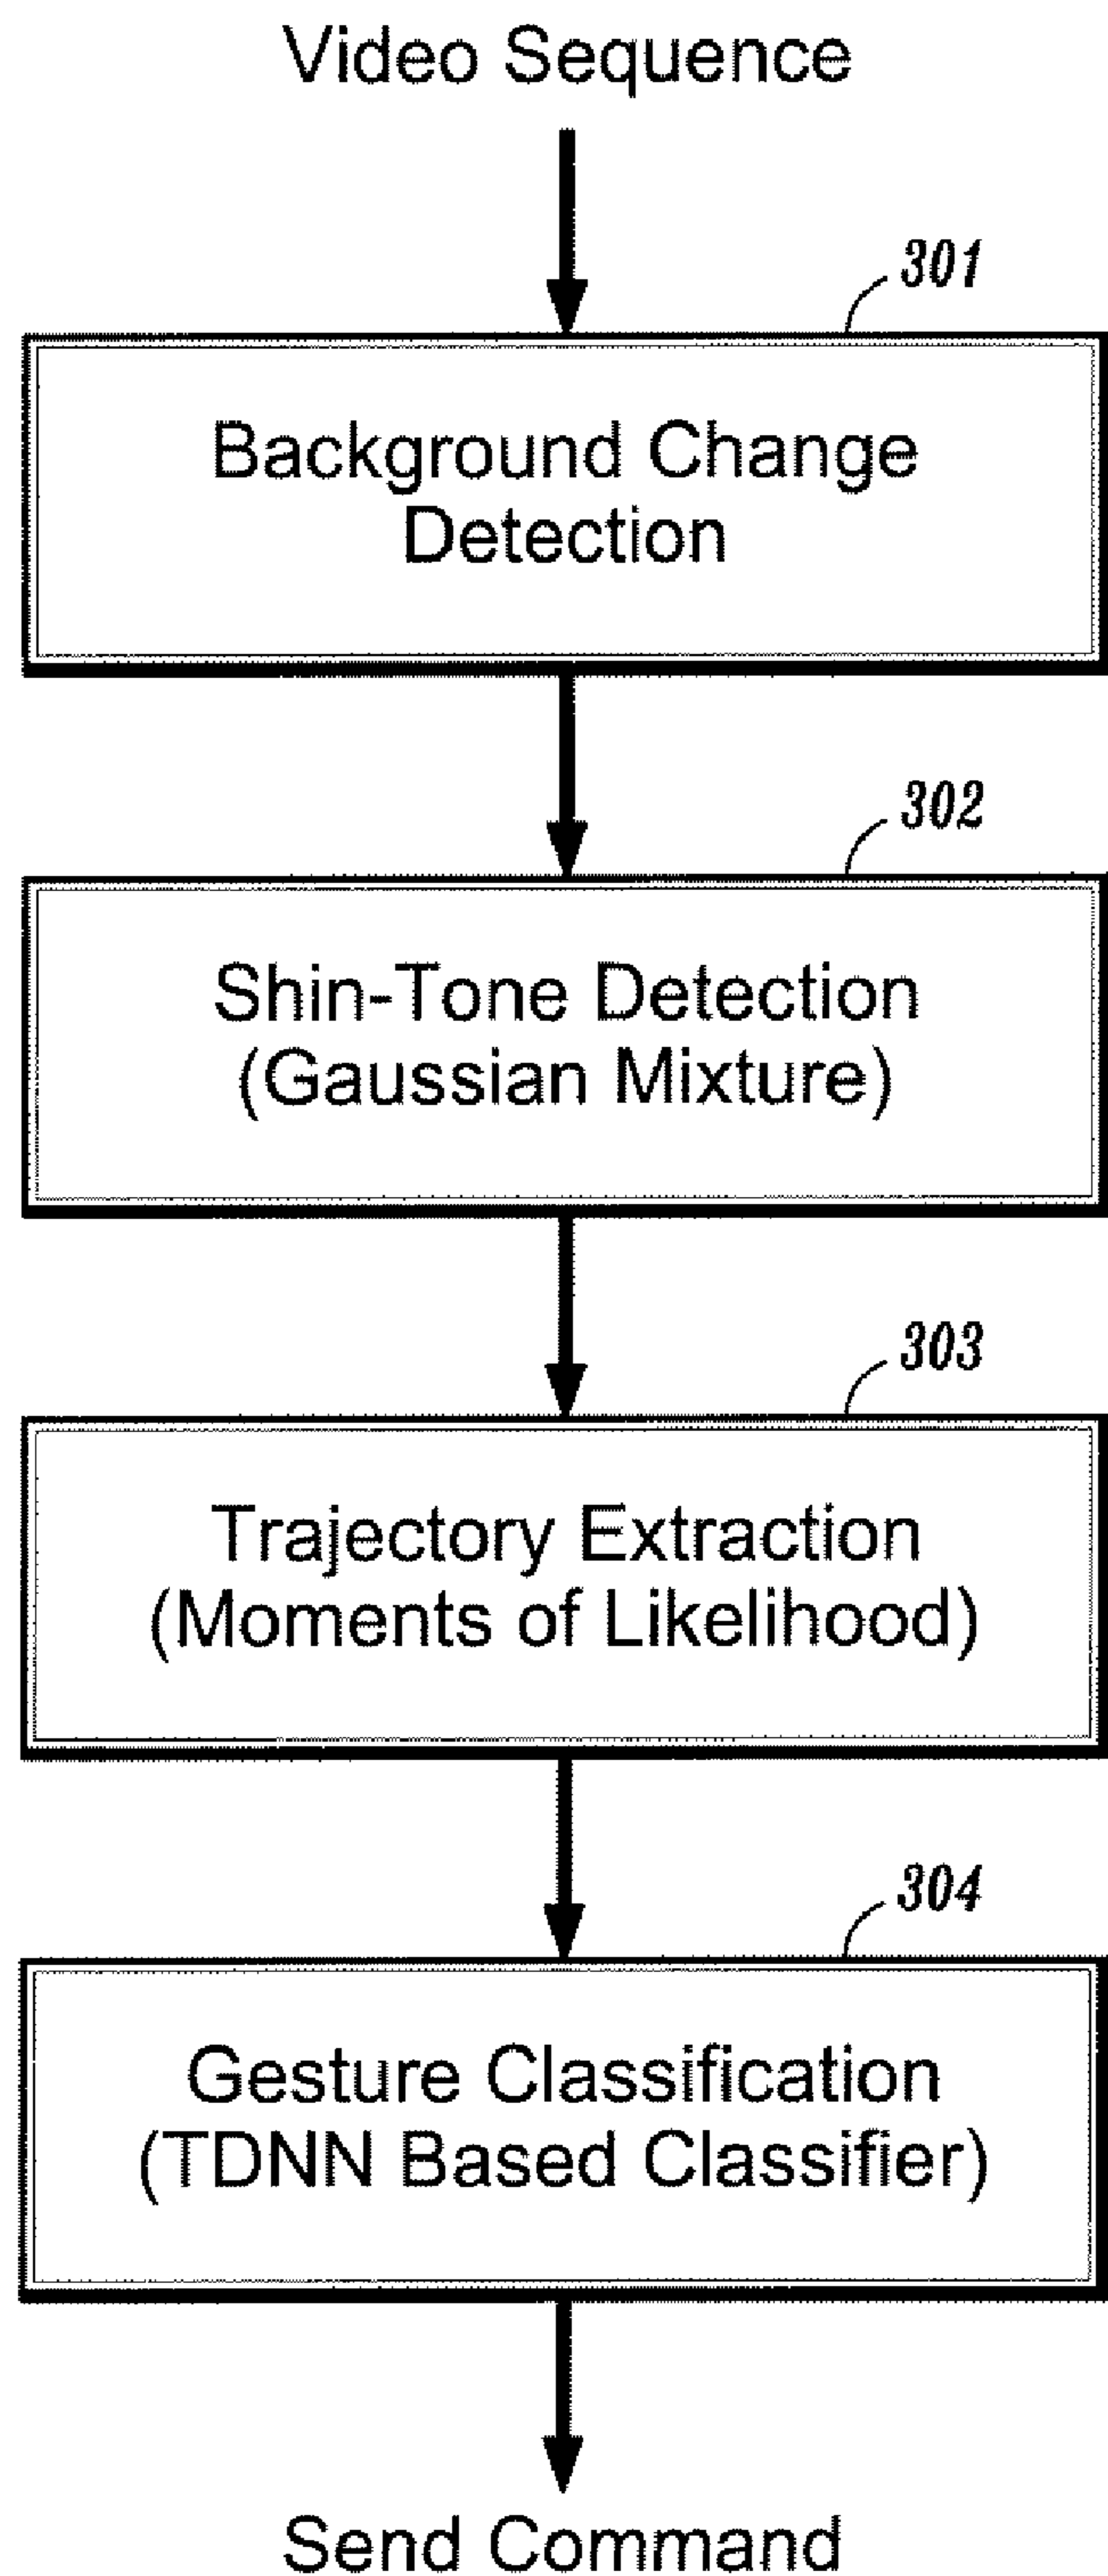 Video Sequence
301
Background Change
Detection
302
Shin-Tone Detection
(Gaussian Mixture)
303
Trajectory Extraction
(Moments of Likelihood)
304
Gesture Classification
(TDNN Based Classifier)
Send Command